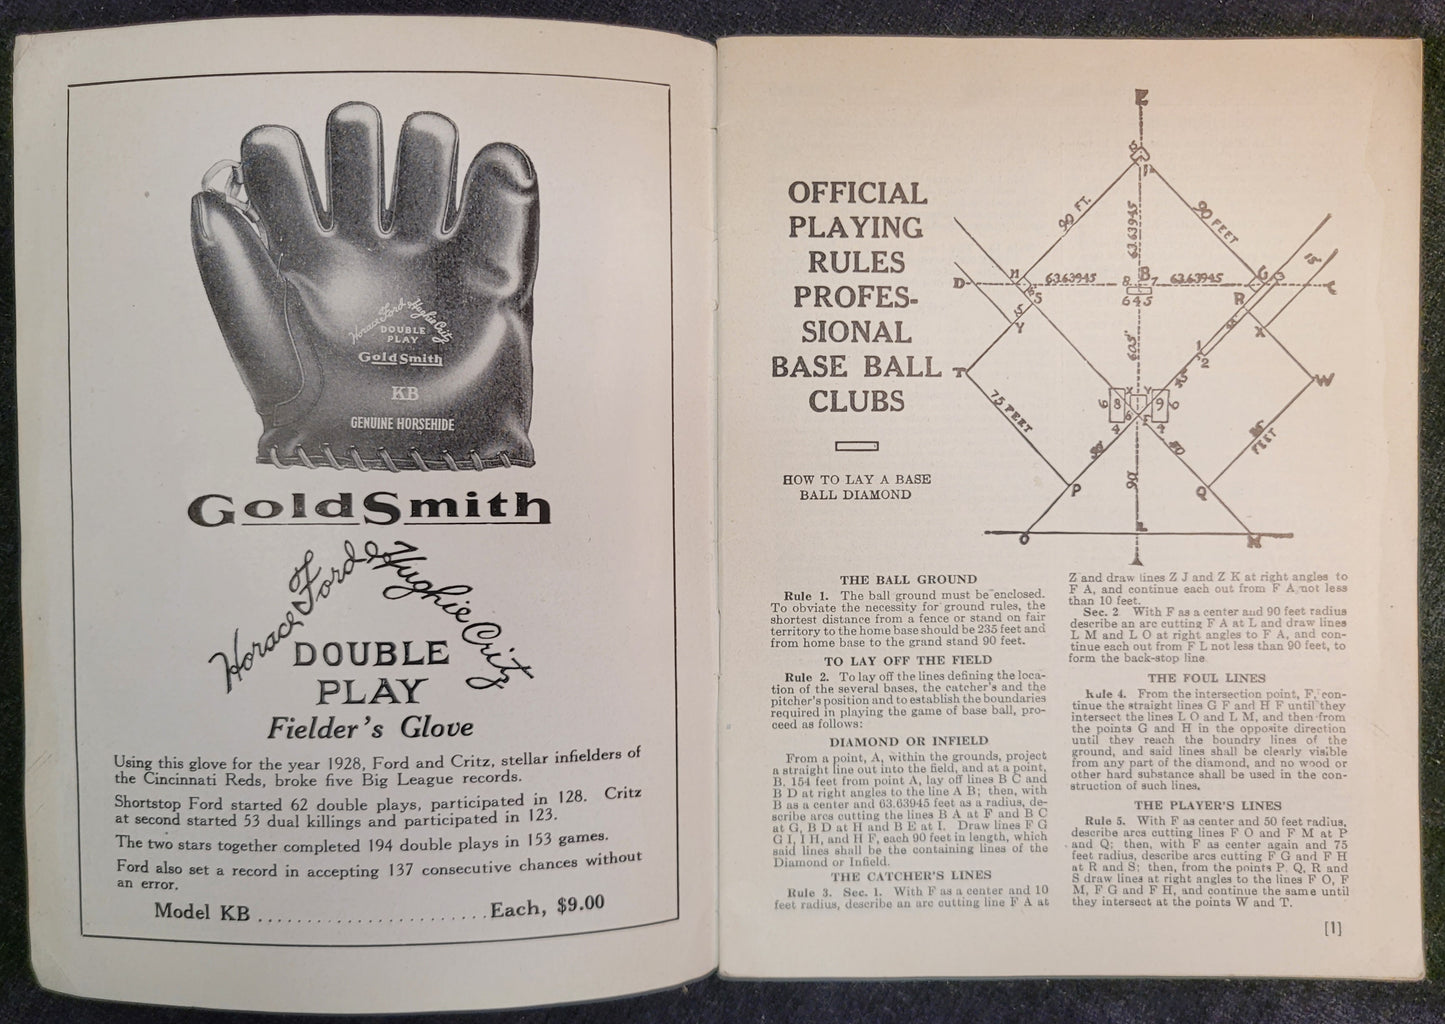 Horace Ford & Hughie Critz
DOUBLE
PLAY
GoldSmith
KB
GENUINE HORSEHIDE
GoldSmith
Horace Ford & Hughie Critz
DOUBLE
PLAY
Fielder's Glove
Using this glove for the year 1928, Ford and Critz, stellar infielders of
the Cincinnati Reds, broke five Big League records.
Shortstop Ford started 62 double plays, participated in 128. Critz
at second started 53 dual killings and participated in 123.
The two stars together completed 194 double plays in 153 games.
Ford also set a record in accepting 137 consecutive chances without
an error.
Model KB ........................ Each, $9.00
OFFICIAL
PLAYING
RULES
PROFES-
SIONAL
BASE BALL
CLUBS
HOW TO LAY A BASE
BALL DIAMOND
E
90 FT.
90 FEET
63.63945
D
H
63.63945
8 B 7
63.63945
G
3
15
C
645
R
S
15
Y
X
60.5'
1
2
T
W
75 FEET
FEET
6 8
9 6
X Y
P
Q
90
O
L
M
A
THE BALL GROUND
Rule 1. The ball ground must be enclosed.
To obviate the necessity for ground rules, the
shortest distance from a fence or stand on fair
territory to the home base should be 235 feet and
from home base to the grand stand 90 feet.
TO LAY OFF THE FIELD
Rule 2. To lay off the lines defining the loca-
tion of the several bases, the catcher's and the
pitcher's position and to establish the boundaries
required in playing the game of base ball, pro-
ceed as follows:
DIAMOND OR INFIELD
From a point, A, within the grounds, project
a straight line out into the field, and at a point,
B, 154 feet from point A, lay off lines B C and
B D at right angles to the line A B; then, with
B as a center and 63.63945 feet as a radius, de-
scribe arcs cutting the lines B A at F and B C
at G, B D at H and B E at I. Draw lines F G
G I, I H, and H F, each 90 feet in length, which
said lines shall be the containing lines of the
Diamond or Infield.
THE CATCHER'S LINES
Rule 3. Sec. 1. With F as a center and 10
feet radius, describe an arc cutting line F A at
Z and draw lines Z J and Z K at right angles to
F A, and continue each out from F A not less
than 10 feet.
Sec. 2 With F as a center and 90 feet radius
describe an arc cutting F A at L and draw lines
L M and L O at right angles to F A, and con-
tinue each out from F L not less than 90 feet, to
form the back-stop line
THE FOUL LINES
Rule 4. From the intersection point, F, con-
tinue the straight lines G F and H F until they
intersect the lines L O and L M, and then from
the points G and H in the opposite direction
until they reach the boundry lines of the
ground, and said lines shall be clearly visible
from any part of the diamond, and no wood or
other hard substance shall be used in the con-
struction of such lines.
THE PLAYER'S LINES
Rule 5. With F as center and 50 feet radius,
describe arcs cutting lines F O and F M at P
and Q; then, with F as center again and 75
feet radius, describe arcs cutting F G and F H
at R and S; then, from the points P. Q, R and
S draw lines at right angles to the lines F O, F
M, F G and F H, and continue the same until
they intersect at the points W and T.
[1]